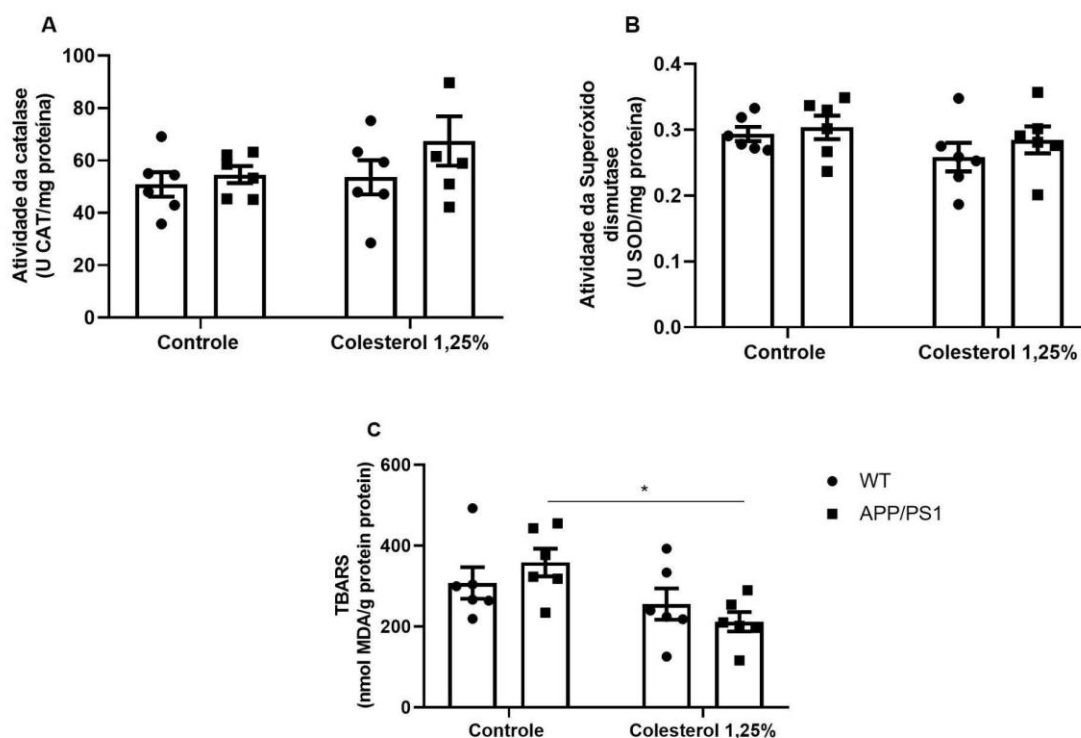 A
Atividade da catalase
(U CAT/mg proteína)
100
80
60
40
20
0
Controle
Colesterol 1,25%
B
Atividade da Superóxido
dismutase
(U SOD/mg proteína)
0.4
0.3
0.2
0.1
0.0
Controle
Colesterol 1,25%
C
TBARS
(nmol MDA/g protein protein)
600
400
200
0
*
Controle
Colesterol 1,25%
WT
APP/PS1